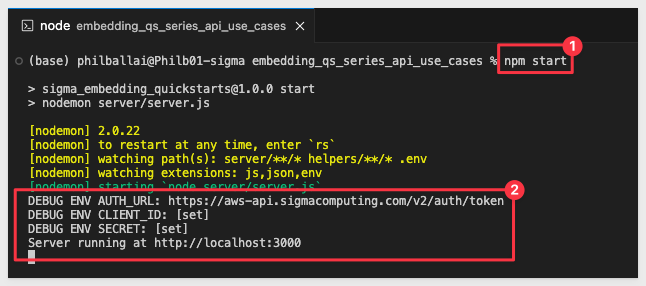 node embedding_qs_series_api_use_cases ×
1
(base) philballai@Philb01-sigma embedding_qs_series_api_use_cases % npm start
> sigma_embedding_quickstarts@1.0.0 start
> nodemon server/server.js
[nodemon] 2.0.22
[nodemon] to restart at any time, enter `rs`
[nodemon] watching path(s): server/**/* helpers/**/* .env
[nodemon] watching extensions: js,json,env
[nodemon] starting `node server/server.js`
2
DEBUG ENV AUTH_URL: https://aws-api.sigmacomputing.com/v2/auth/token
DEBUG ENV CLIENT_ID: [set]
DEBUG ENV SECRET: [set]
Server running at http://localhost:3000